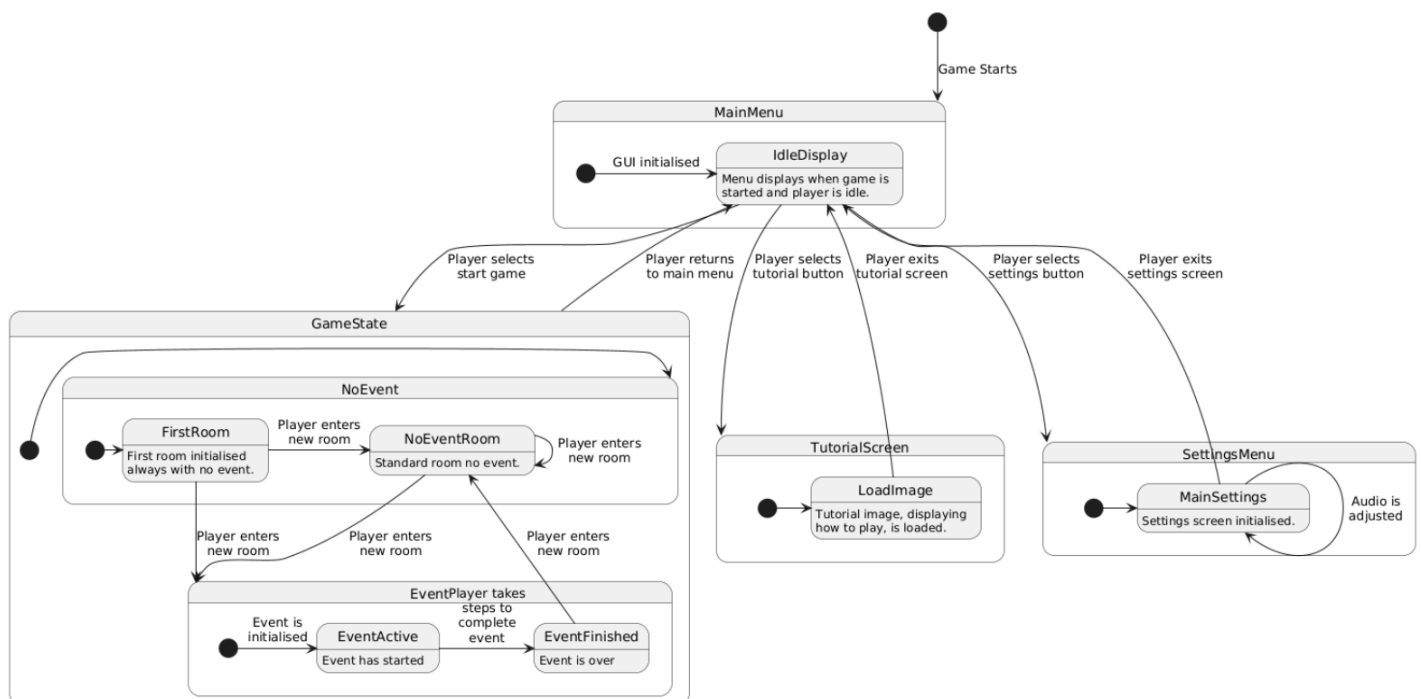 Game Starts
MainMenu
GUI initialised
IdleDisplay
Menu displays when game is
started and player is idle.
Player selects
start game
Player returns
to main menu
Player selects
tutorial button
Player exits
tutorial screen
Player selects
settings button
Player exits
settings screen
GameState
NoEvent
FirstRoom
First room initialised
always with no event.
Player enters
new room
NoEventRoom
Standard room no event.
Player enters
new room
Player enters
new room
Player enters
new room
Player enters
new room
Event
Player takes
steps to
complete
event
Event is
initialised
EventActive
Event has started
EventFinished
Event is over
TutorialScreen
LoadImage
Tutorial image, displaying
how to play, is loaded.
SettingsMenu
MainSettings
Settings screen initialised.
Audio is
adjusted